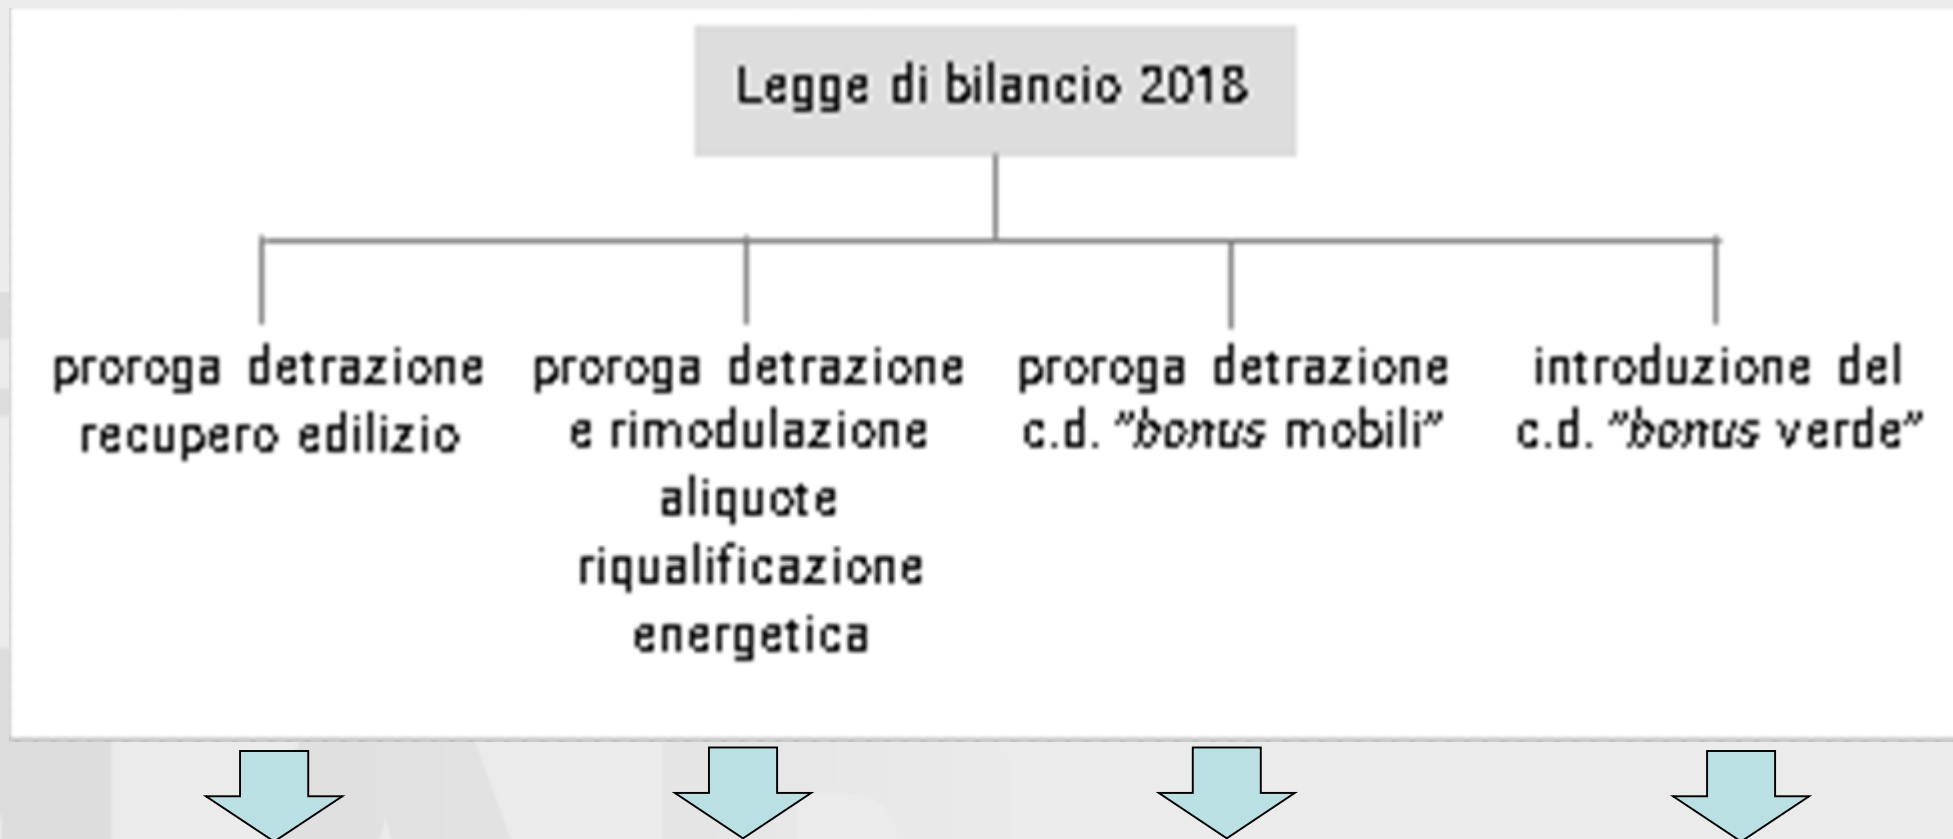 Legge di bilancio 2018
proroga detrazione
recupero edilizio
proroga detrazione
e rimodulazione
aliquote
riqualificazione
energetica
proroga detrazione
c.d. ”bonus mobili”
introduzione del
c.d. ”bonus verde”